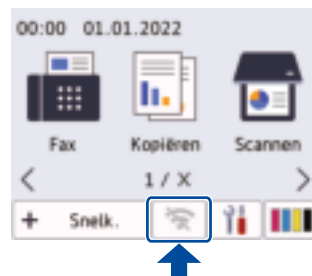 00:00 01.01.2022
Fax Kopiëren Scannen
1 / X
+ Snelk.